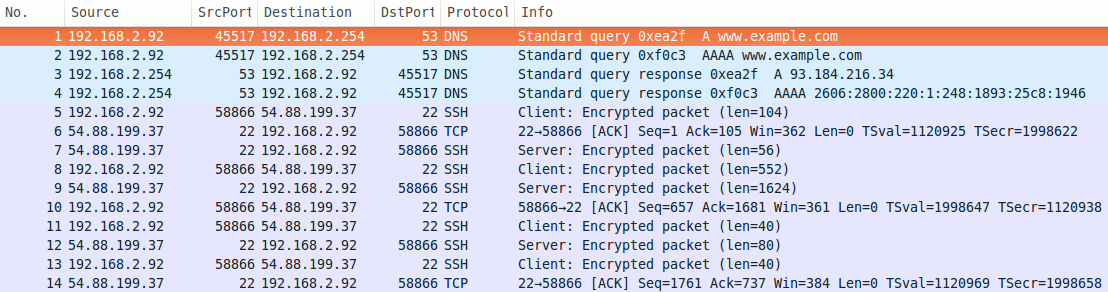 No. Source SrcPort Destination DstPort Protocol Info
1 192.168.2.92 45517 192.168.2.254 53 DNS Standard query 0xea2f A www.example.com
2 192.168.2.92 45517 192.168.2.254 53 DNS Standard query 0xf0c3 AAAA www.example.com
3 192.168.2.254 53 192.168.2.92 45517 DNS Standard query response 0xea2f A 93.184.216.34
4 192.168.2.254 53 192.168.2.92 45517 DNS Standard query response 0xf0c3 AAAA 2606:2800:220:1:248:1893:25c8:1946
5 192.168.2.92 58866 54.88.199.37 22 SSH Client: Encrypted packet (len=104)
6 54.88.199.37 22 192.168.2.92 58866 TCP 22→58866 [ACK] Seq=1 Ack=105 Win=362 Len=0 TSval=1120925 TSecr=1998622
7 54.88.199.37 22 192.168.2.92 58866 SSH Server: Encrypted packet (len=56)
8 192.168.2.92 58866 54.88.199.37 22 SSH Client: Encrypted packet (len=552)
9 54.88.199.37 22 192.168.2.92 58866 SSH Server: Encrypted packet (len=1624)
10 192.168.2.92 58866 54.88.199.37 22 TCP 58866→22 [ACK] Seq=657 Ack=1681 Win=361 Len=0 TSval=1998647 TSecr=1120938
11 192.168.2.92 58866 54.88.199.37 22 SSH Client: Encrypted packet (len=40)
12 54.88.199.37 22 192.168.2.92 58866 SSH Server: Encrypted packet (len=80)
13 192.168.2.92 58866 54.88.199.37 22 SSH Client: Encrypted packet (len=40)
14 54.88.199.37 22 192.168.2.92 58866 TCP 22→58866 [ACK] Seq=1761 Ack=737 Win=384 Len=0 TSval=1120969 TSecr=1998658